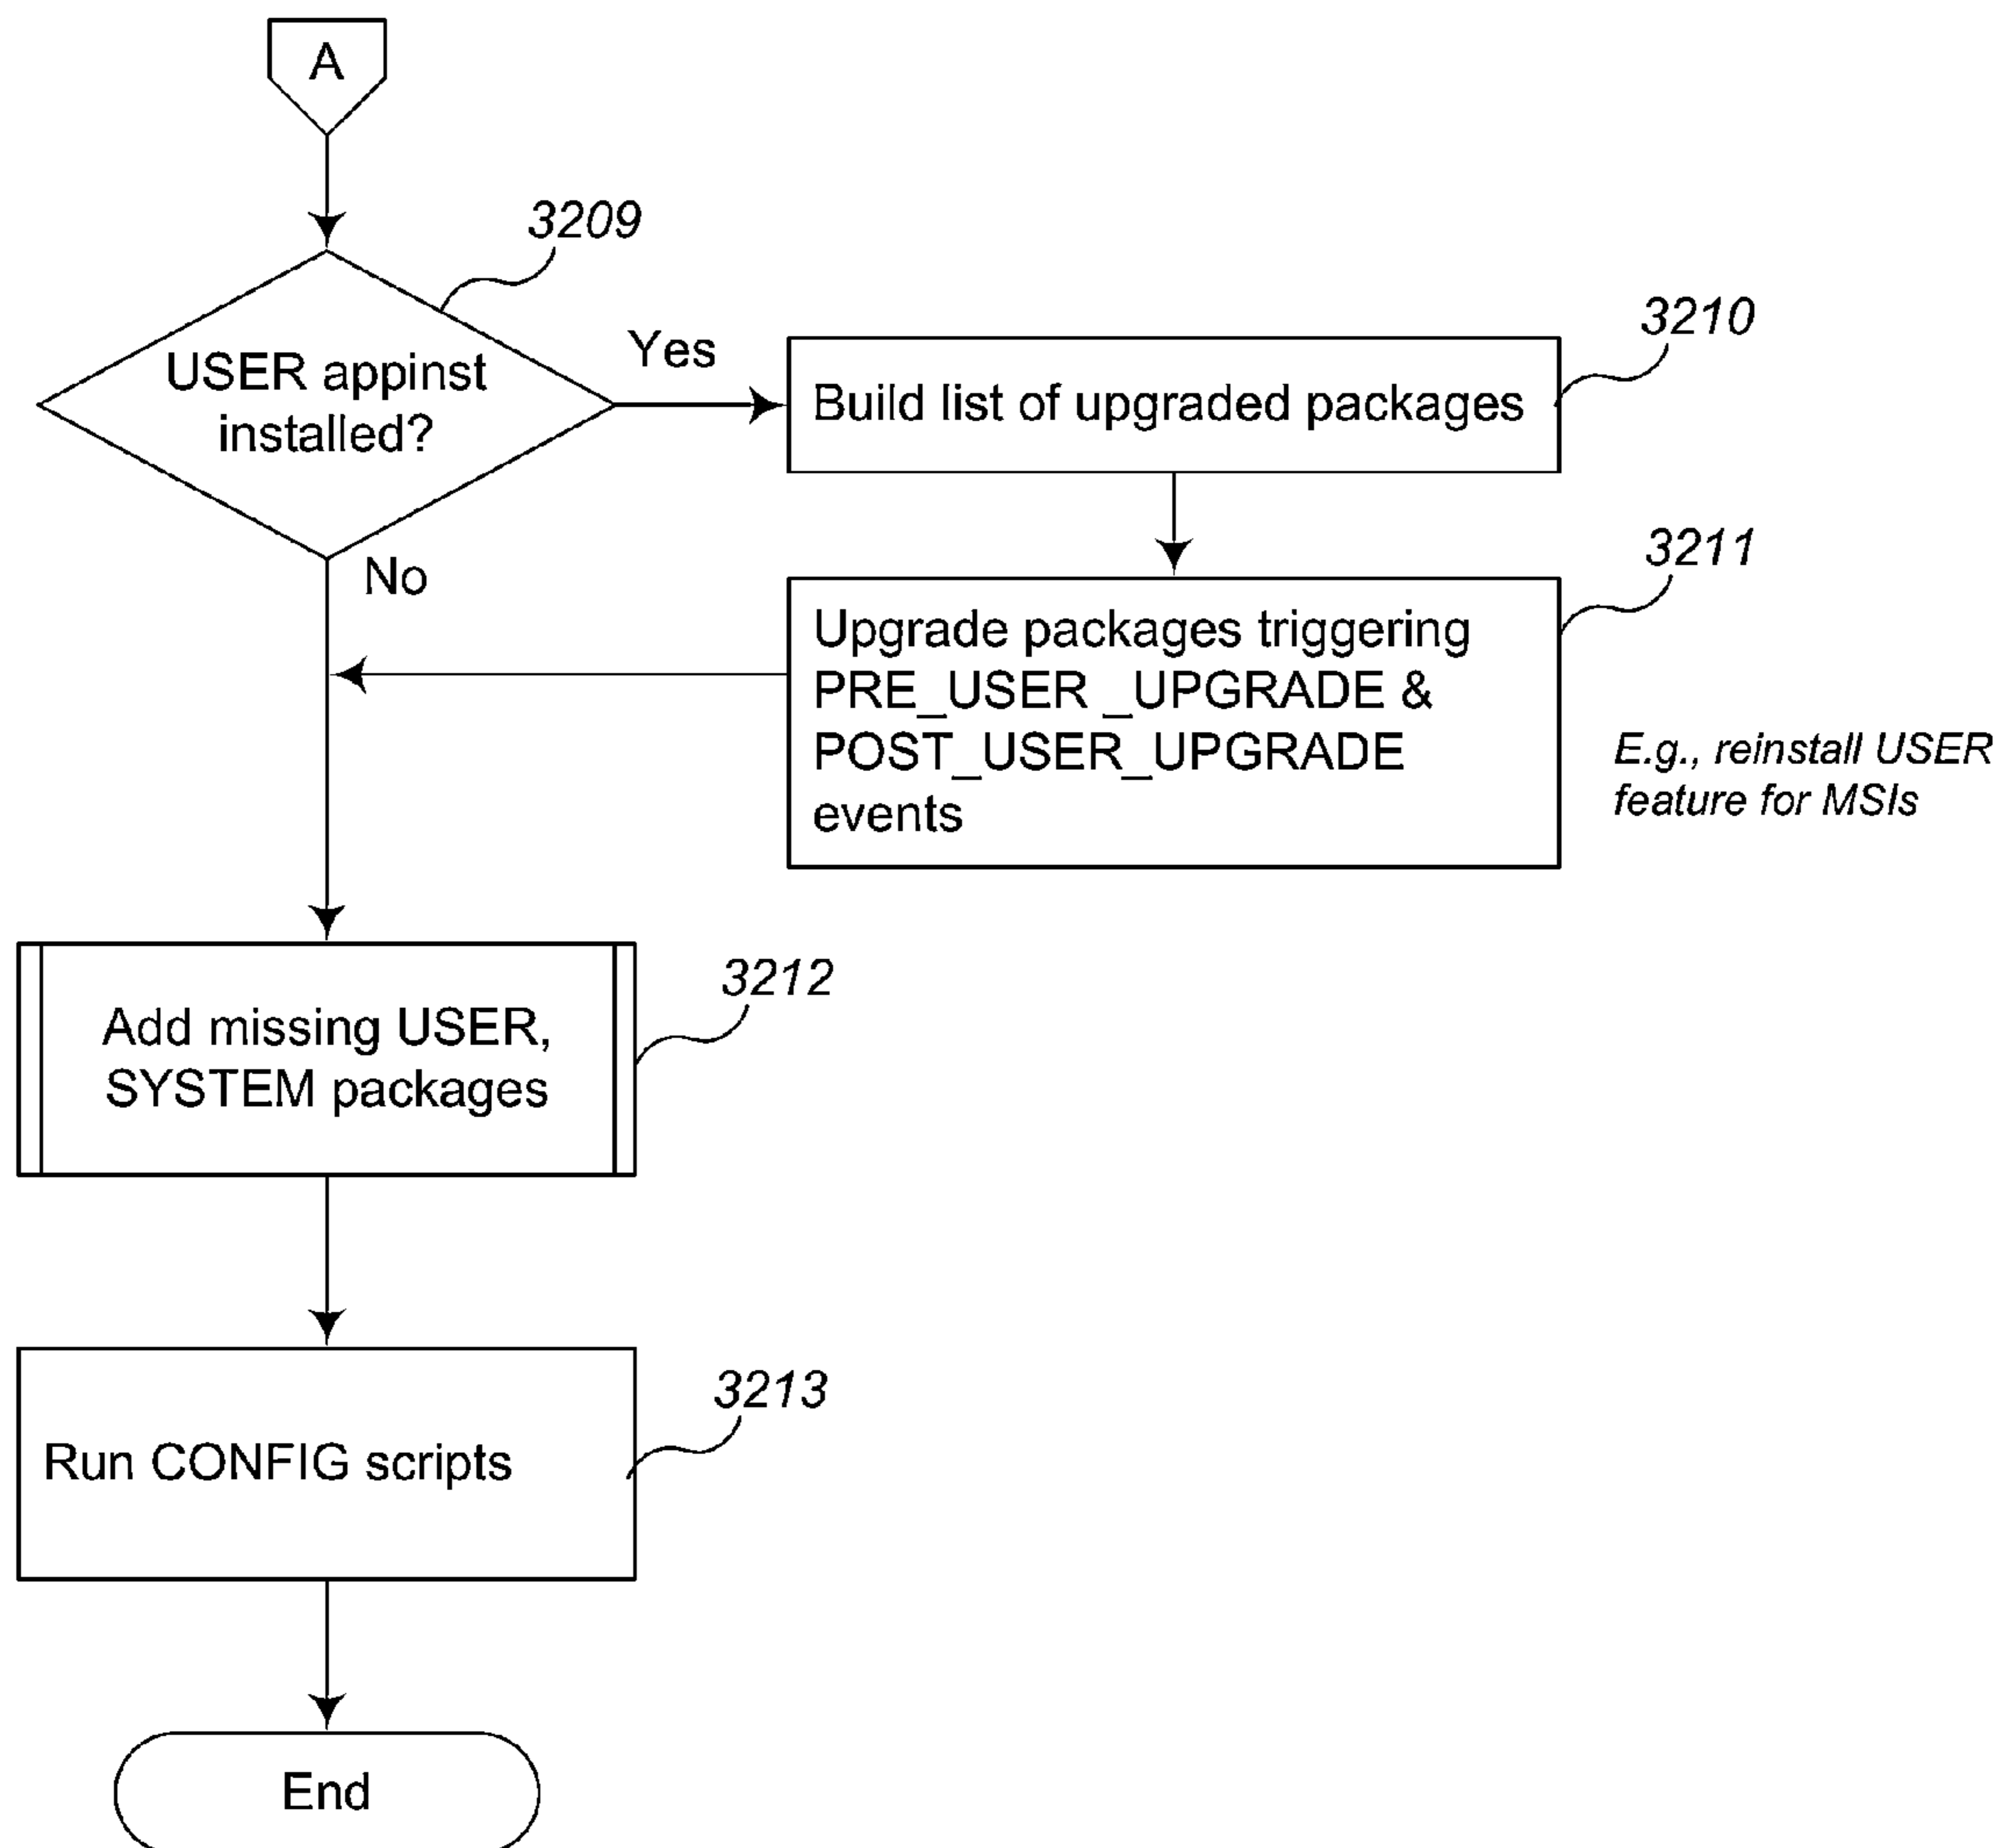 A
3209
USER appinst
installed?
Yes
3210
Build list of upgraded packages
No
3211
Upgrade packages triggering
PRE_USER _UPGRADE &
POST_USER_UPGRADE
events
E.g., reinstall USER
feature for MSIs
3212
Add missing USER,
SYSTEM packages
3213
Run CONFIG scripts
End